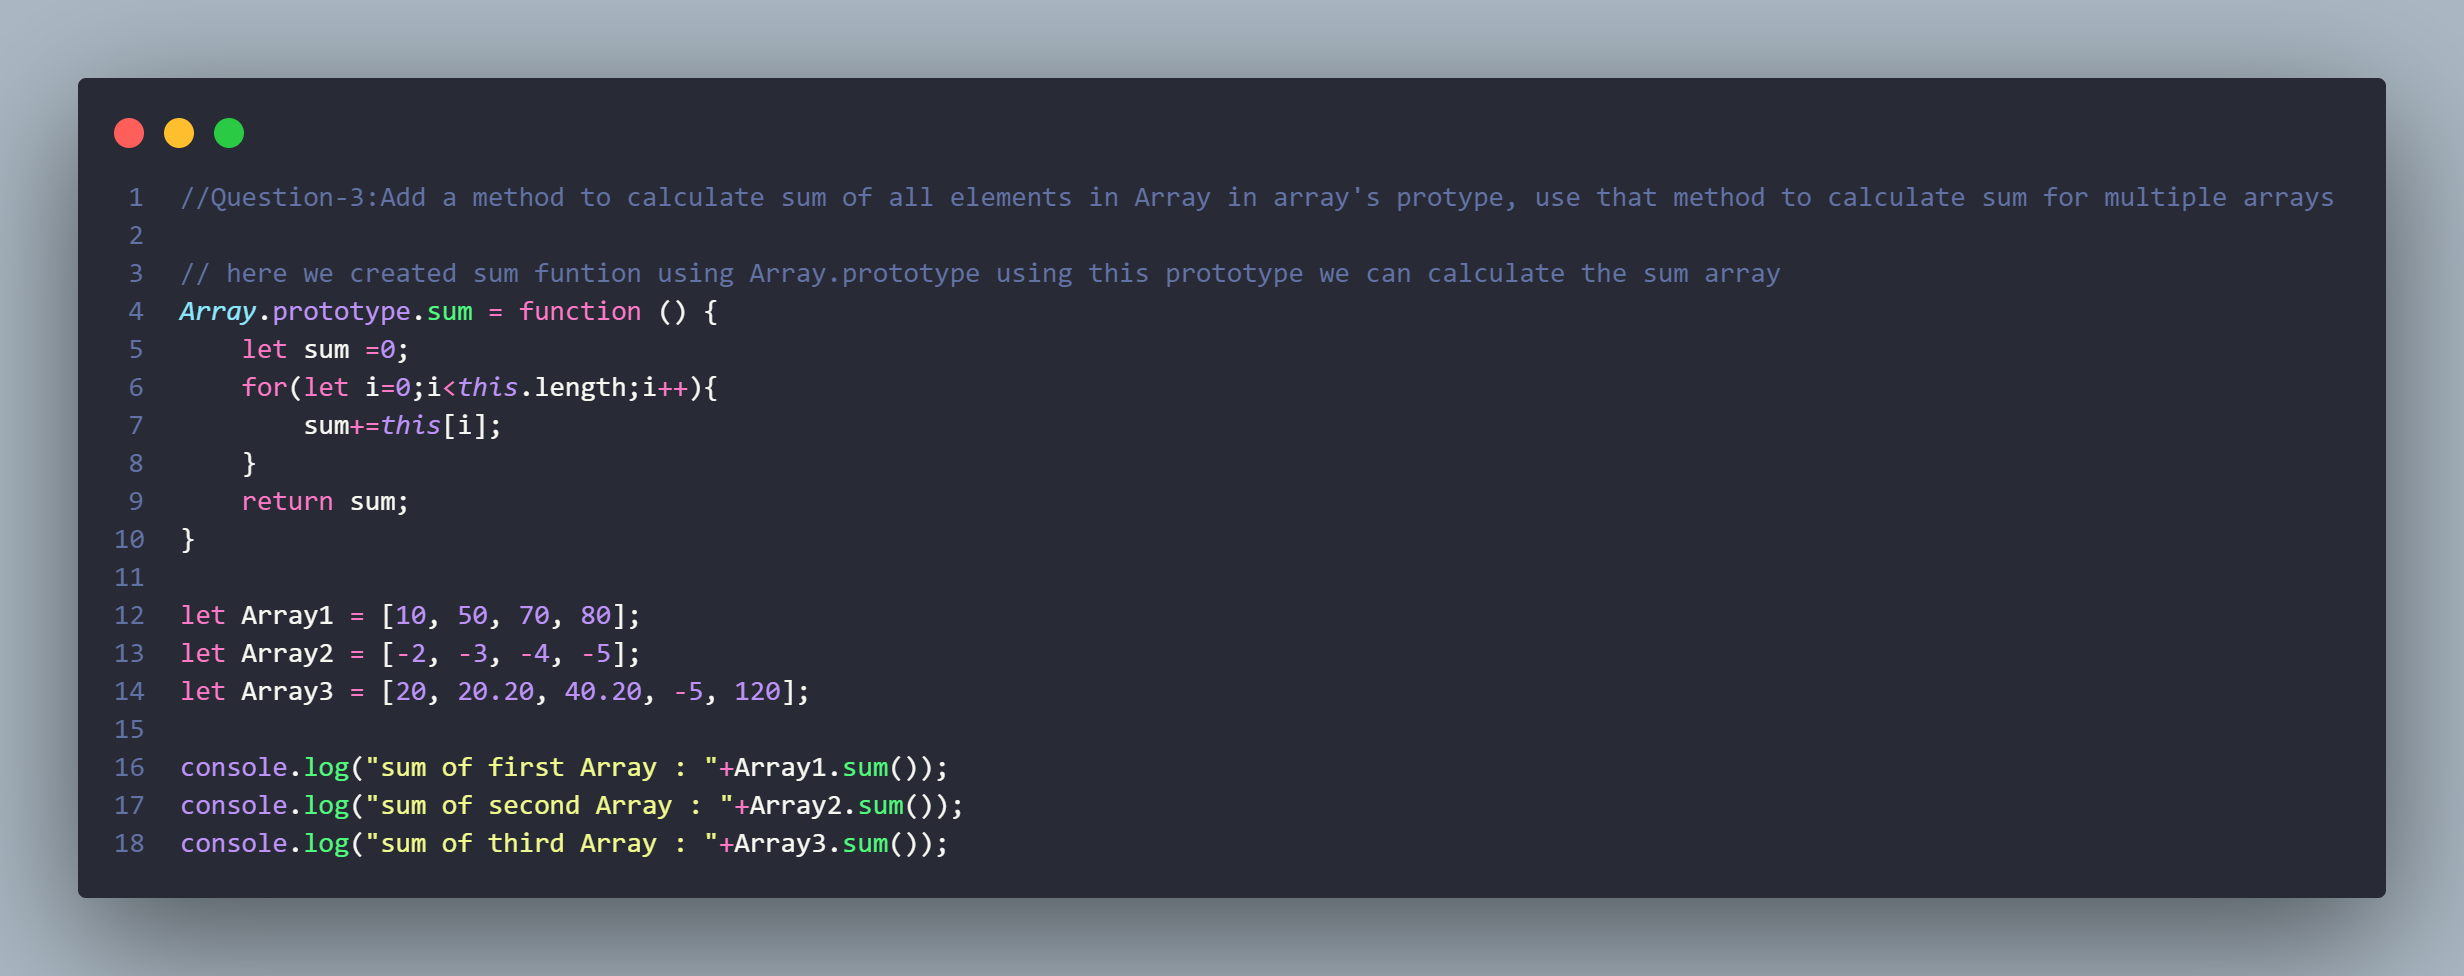 1 //Question-3:Add a method to calculate sum of all elements in Array in array's protype, use that method to calculate sum for multiple arrays
2
3 // here we created sum funtion using Array.prototype using this prototype we can calculate the sum array
4 Array.prototype.sum = function () {
5     let sum =0;
6     for(let i=0;i<this.length;i++){
7         sum+=this[i];
8     }
9     return sum;
10 }
11
12 let Array1 = [10, 50, 70, 80];
13 let Array2 = [-2, -3, -4, -5];
14 let Array3 = [20, 20.20, 40.20, -5, 120];
15
16 console.log("sum of first Array : "+Array1.sum());
17 console.log("sum of second Array : "+Array2.sum());
18 console.log("sum of third Array : "+Array3.sum());